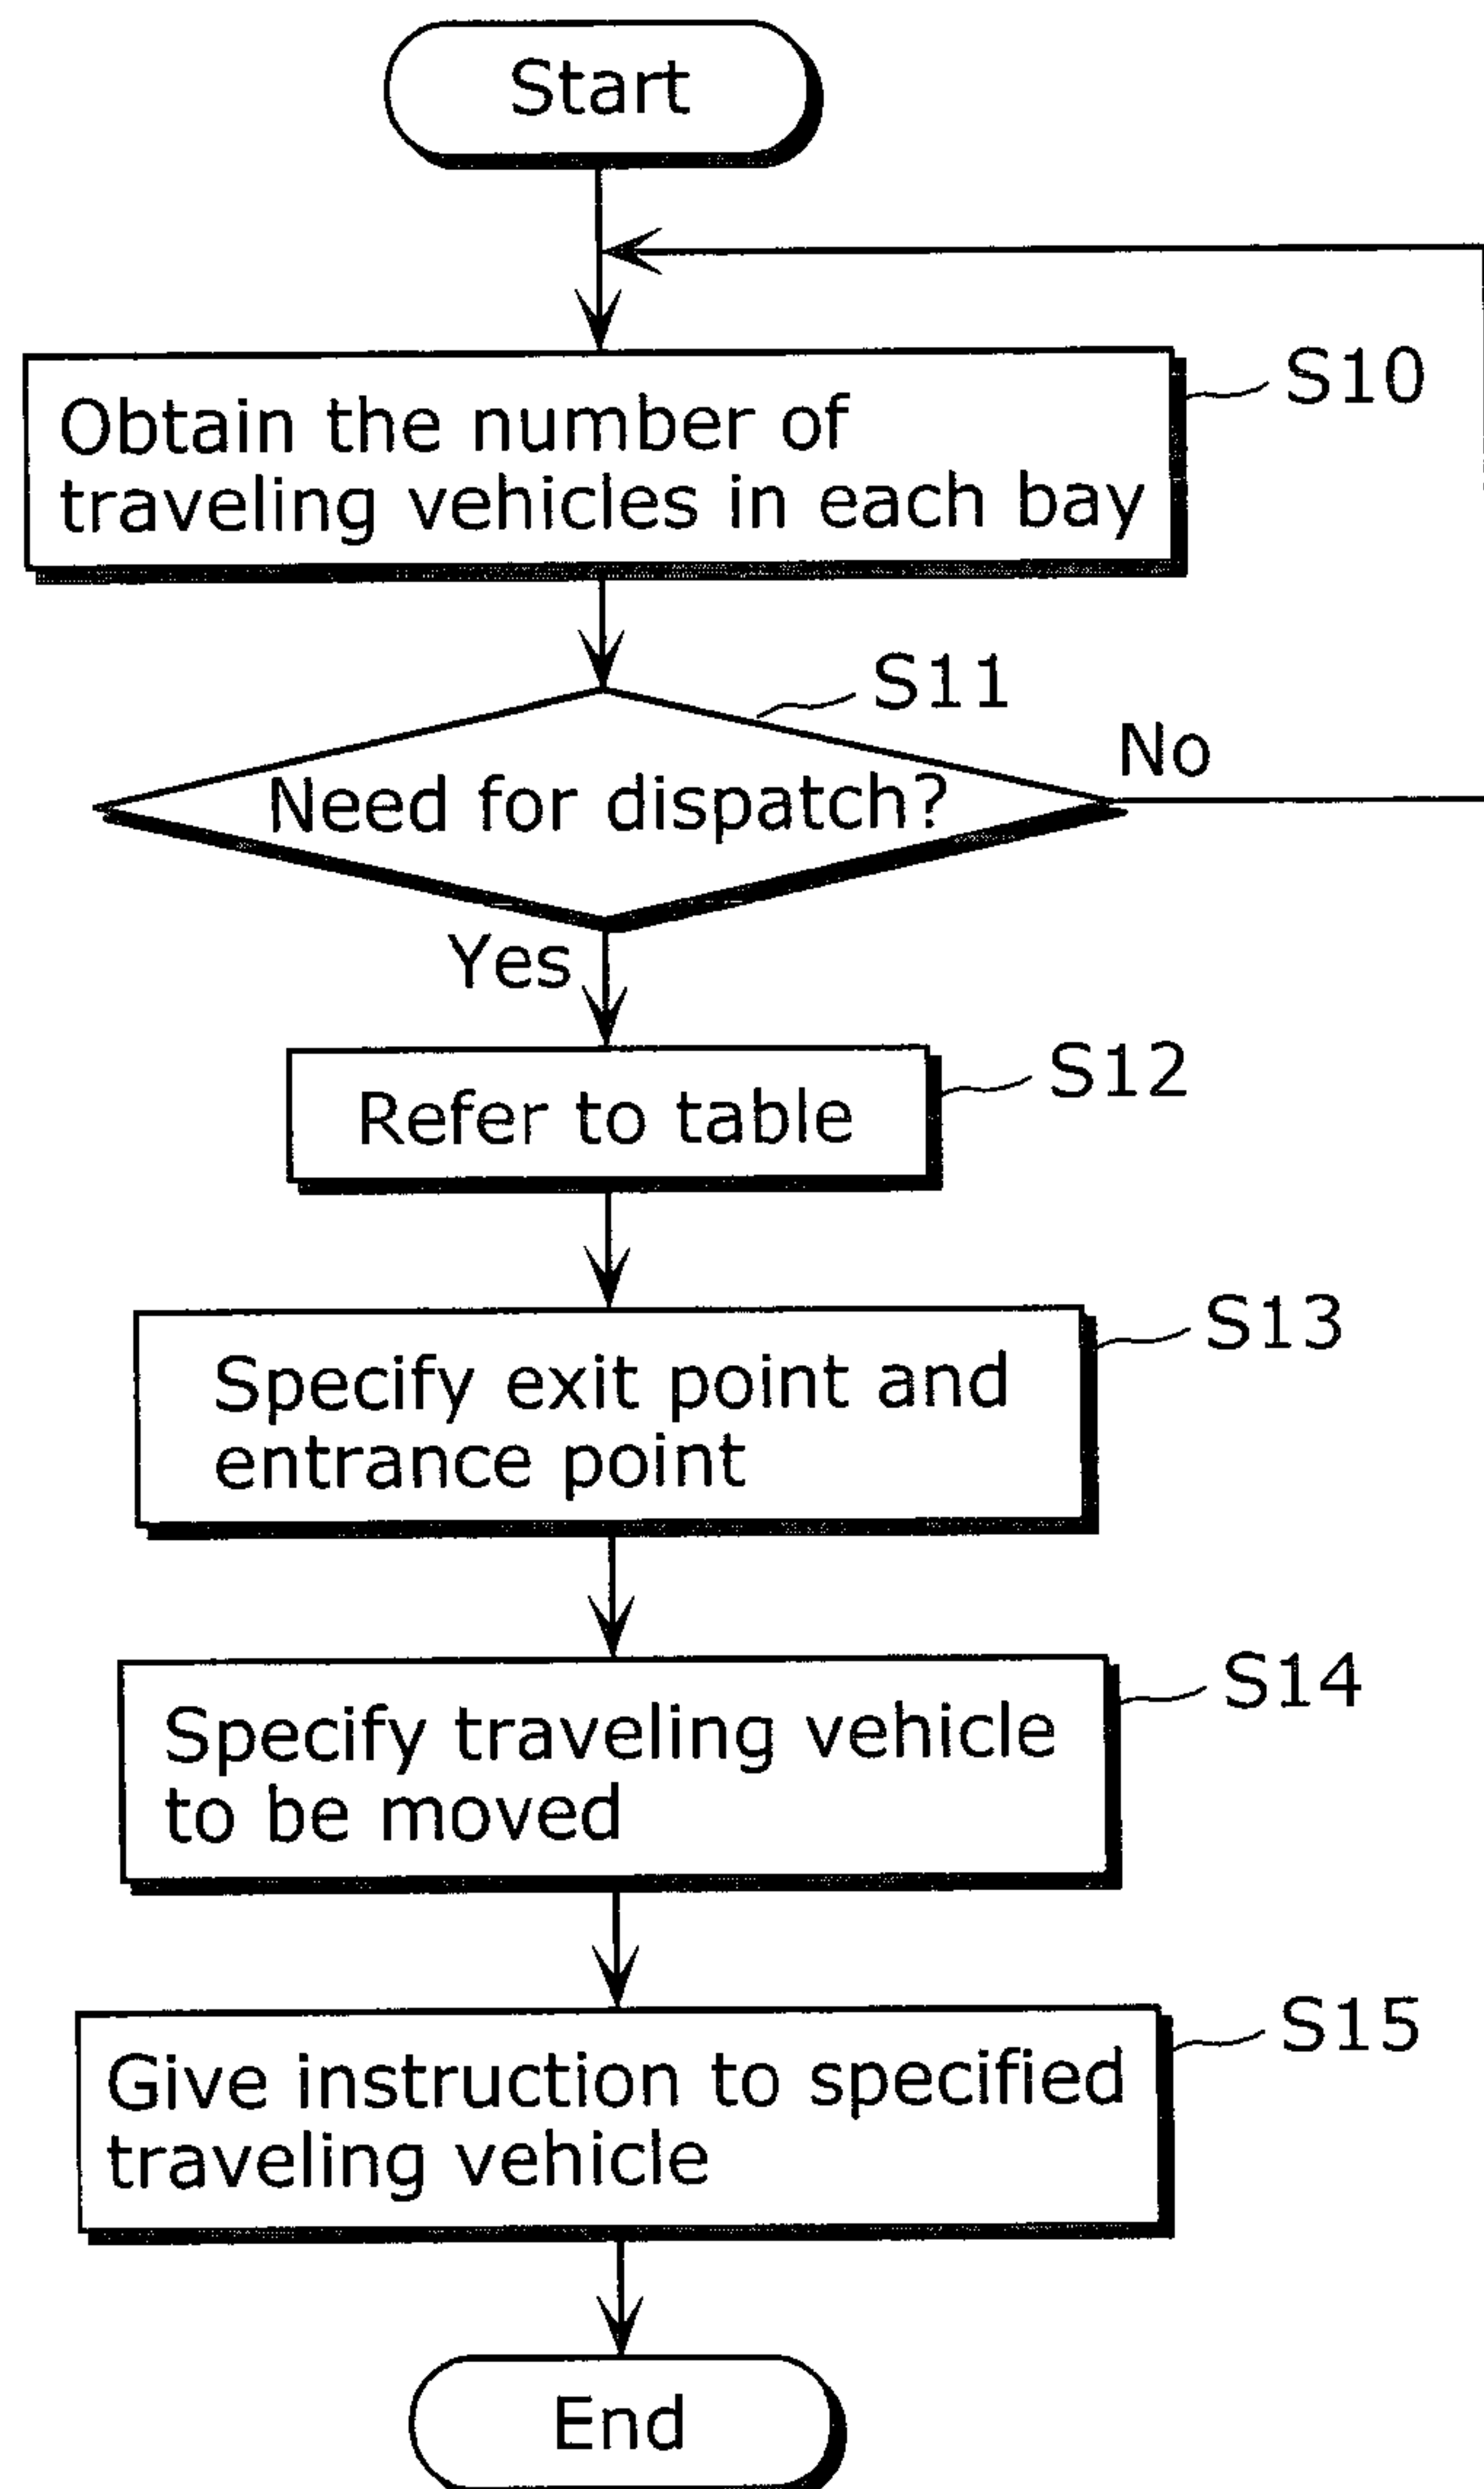 Start
Obtain the number of
traveling vehicles in each bay
S10
S11
Need for dispatch?
No
Yes
Refer to table
S12
Specify exit point and
entrance point
S13
Specify traveling vehicle
to be moved
S14
Give instruction to specified
traveling vehicle
S15
End